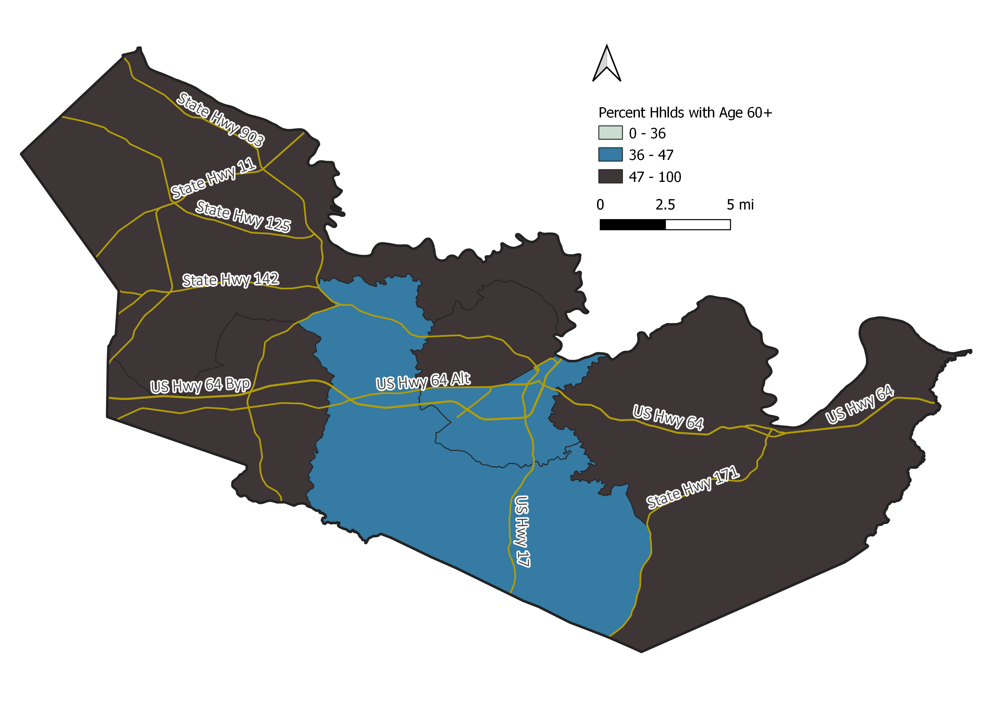 State Hwy 903
Percent Hhlds with Age 60+
0 - 36
36 - 47
State Hwy 11
47 - 100
State Hwy 125
0 2.5 5 mi
State Hwy 142
US Hwy 64 Byp
US Hwy 64 Alt
US Hwy 64
US Hwy 64
State Hwy 171
US Hwy 17